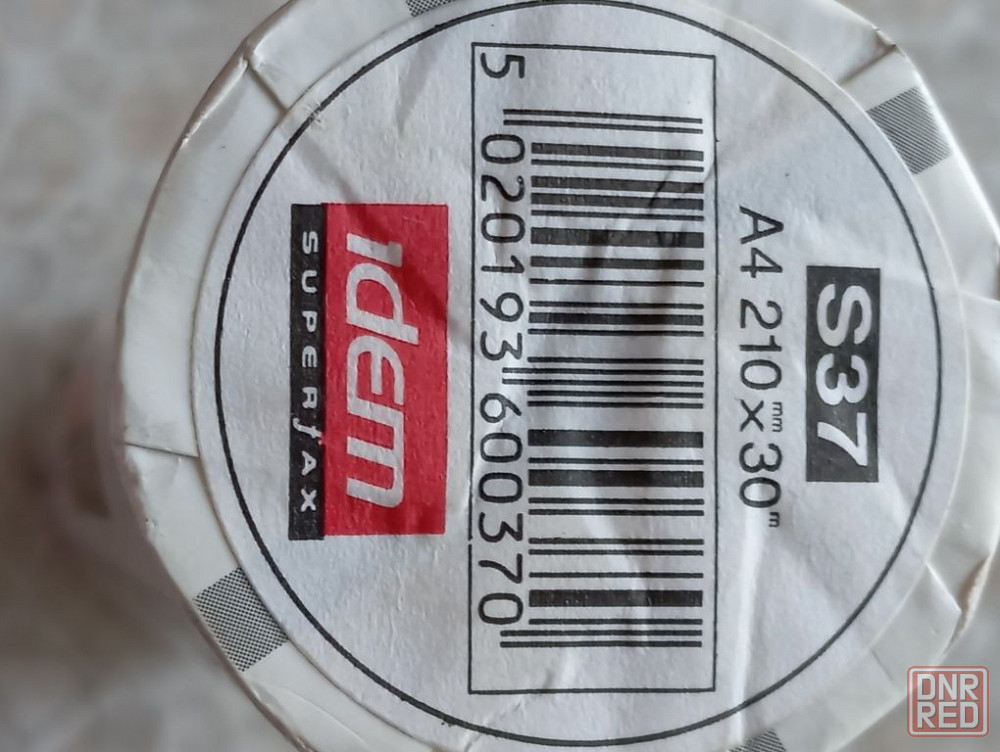 S37
A4 210mm×30m
5 020193 600370
idem
SUPERfAX
DNR
RED